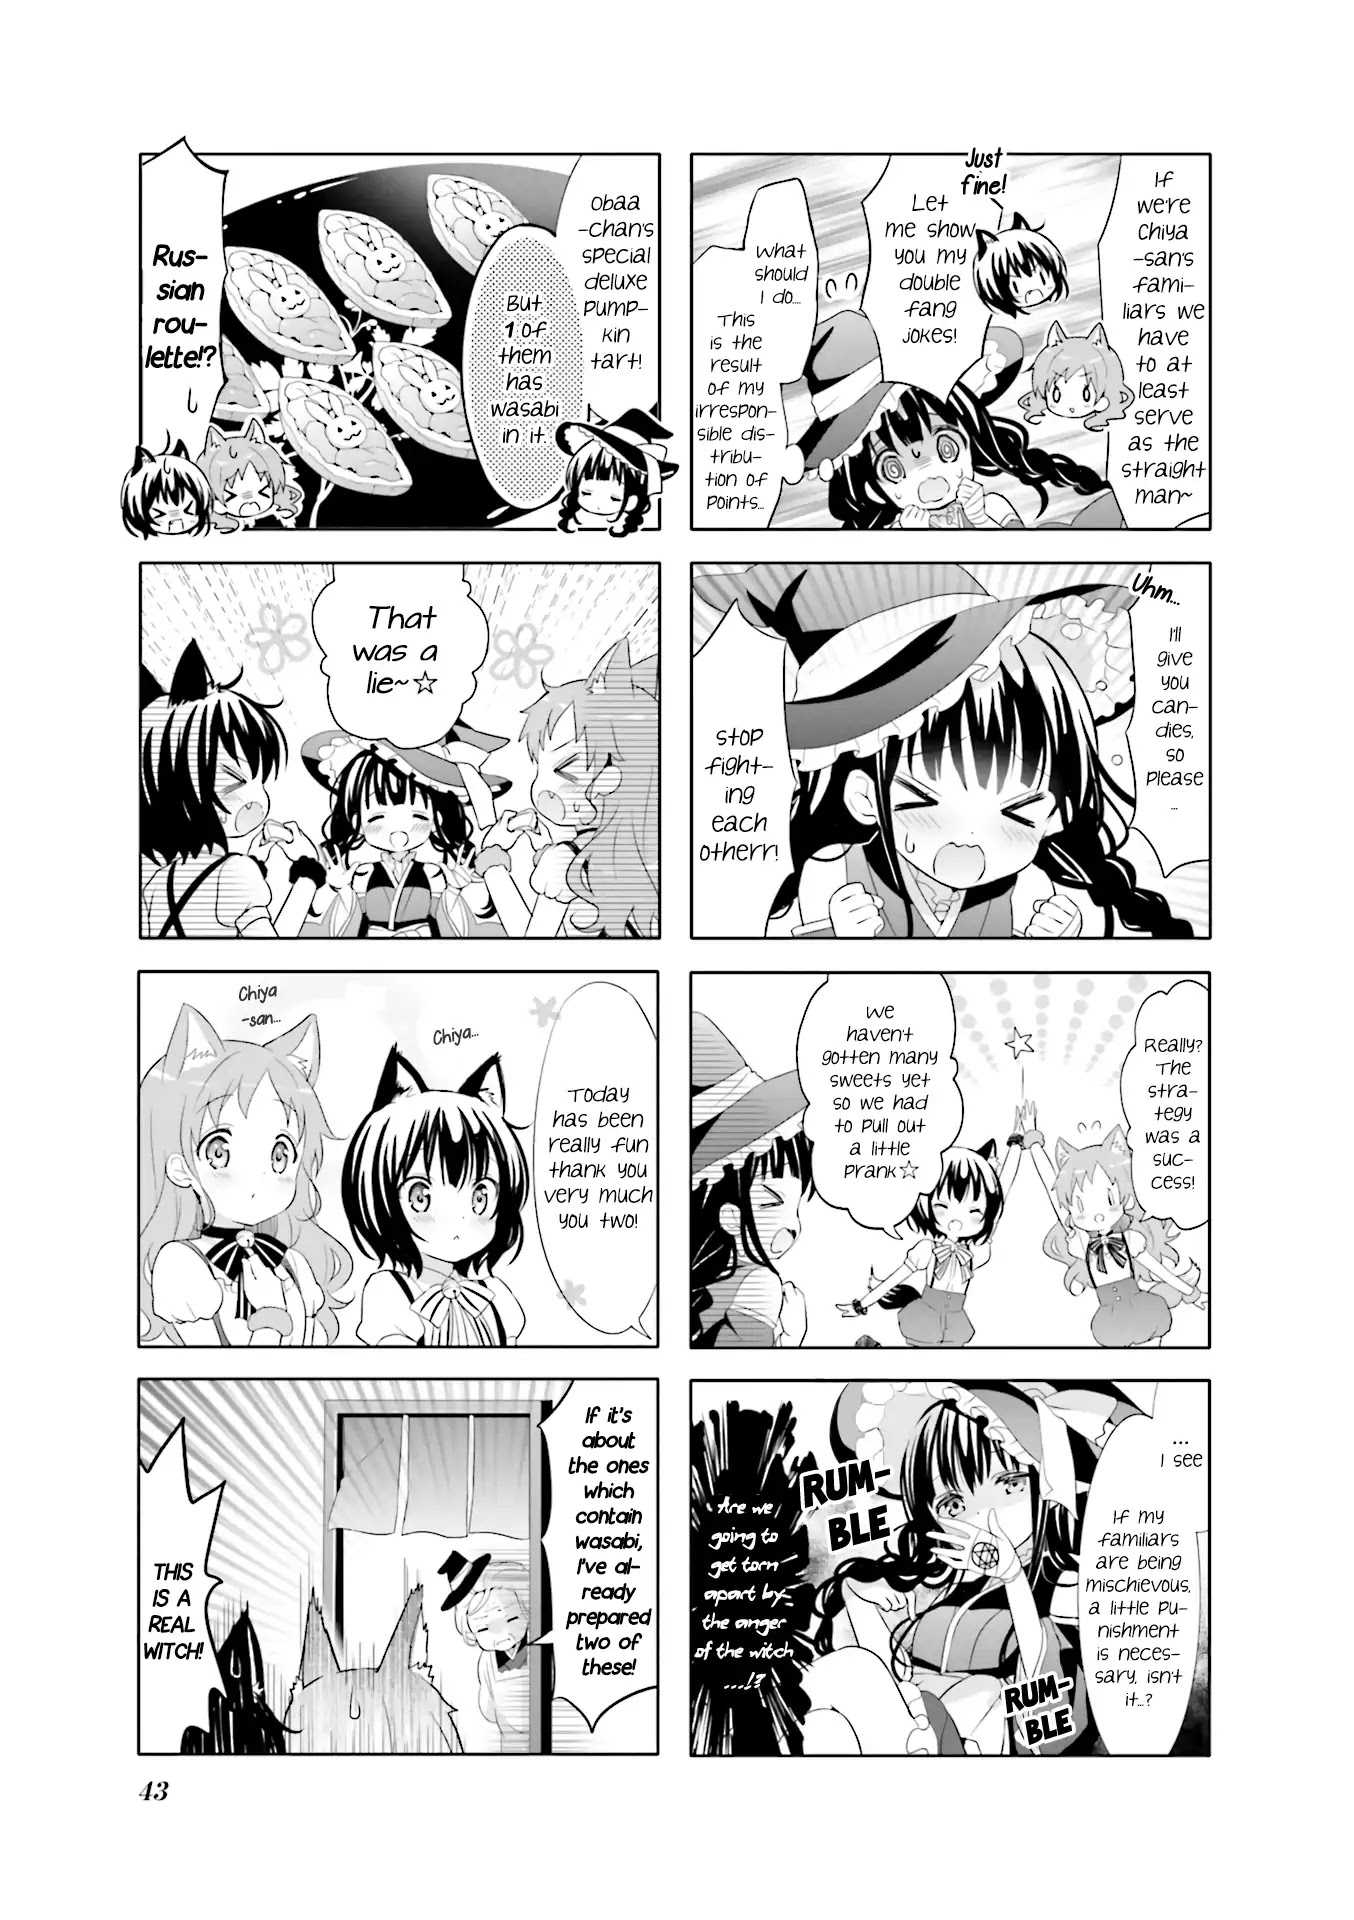 If
we're
Chiya
-san's
fami-
liars we
have
to at
least
serve
as the
straight
man~
Just
fine!
Let
me show
you my
double
fang
jokes!
What
should
I do...
This
is the
result
of my
irrespon-
sible dis-
tribu-
tion of
points...
Uhm...
I'll
give
you
can-
dies,
so
please
...
stop
fight-
ing
each
otherr!
Really?
The
stra-
tegy
was a
suc-
cess!
We
haven't
gotten many
sweets yet
so we had
to pull out
a little
prank☆
...
I see
If my
familiars
are being
mischievous,
a little pu-
nishment
is neces-
sary, isn't
it...?
RUM-
BLE
RUM-
BLE
Are we
going to
get torn
apart by
the anger
of the witch
...!?
Obaa
-chan's
special
deluxe
pump-
kin
tart!
But
1 of
them
has
wasabi
in it.
Rus-
sian
rou-
lette!?
That
was a
lie~☆
Today
has been
really fun
thank you
very much
you two!
Chiya...
Chiya
-san...
If it's
about
the ones
which
contain
wasabi,
I've al-
ready
prepared
two of
these!
THIS
IS A
REAL
WITCH!
43